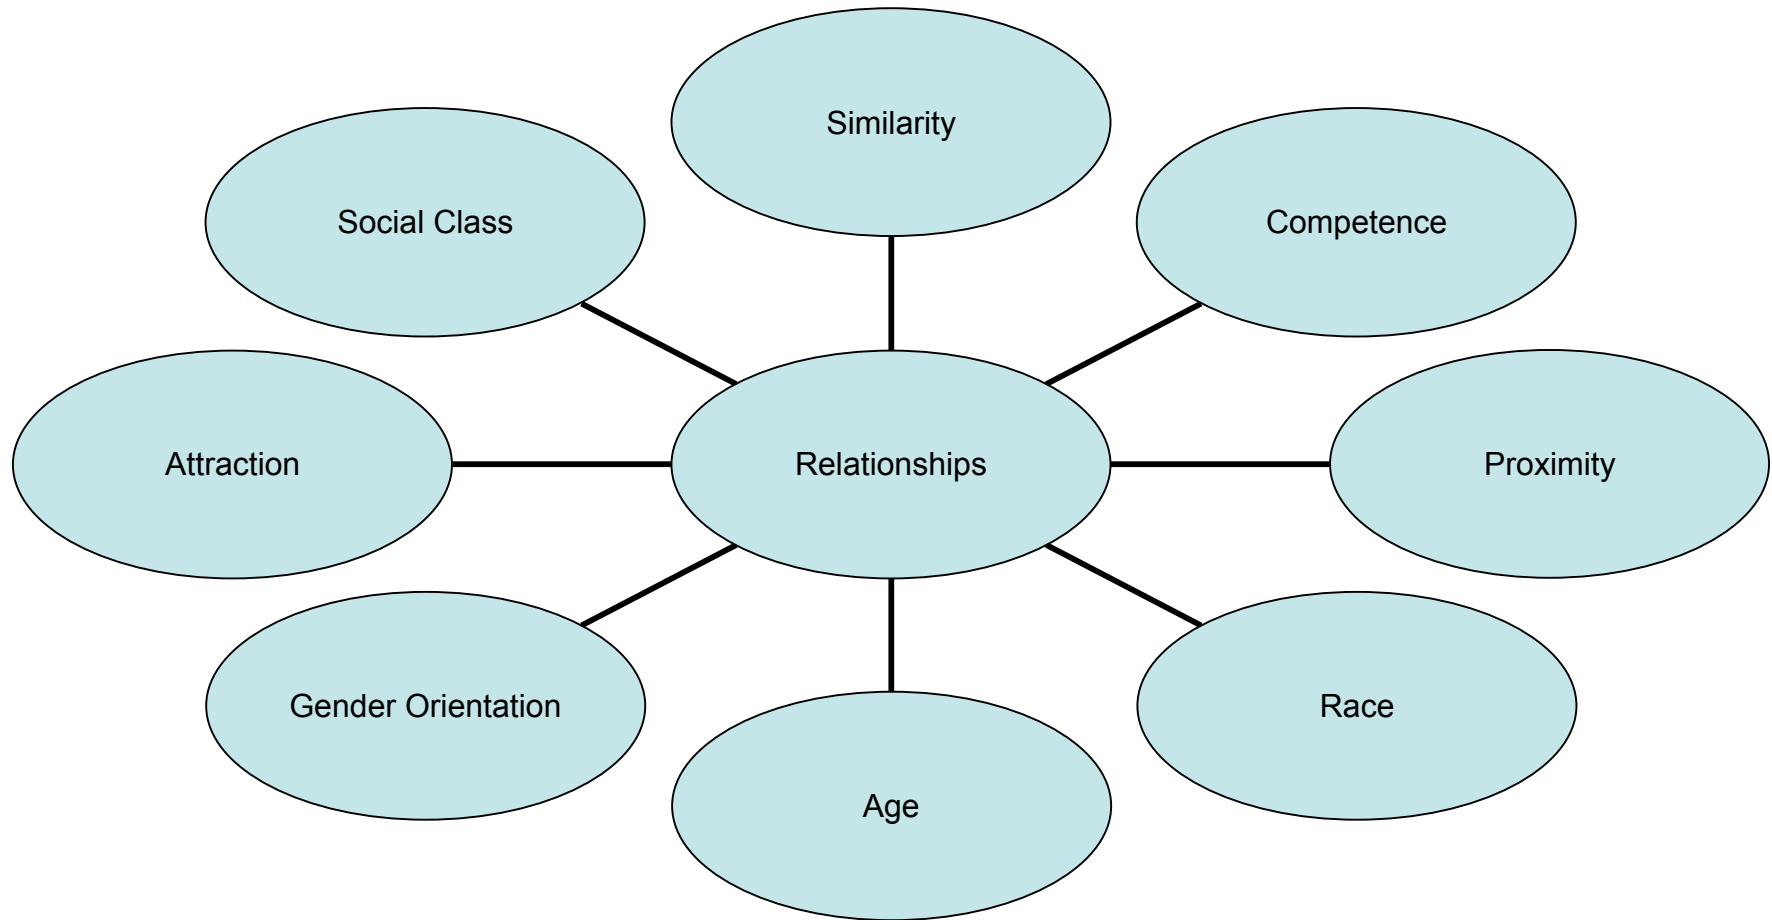 Similarity
Social Class
Competence
Attraction
Relationships
Proximity
Gender Orientation
Race
Age